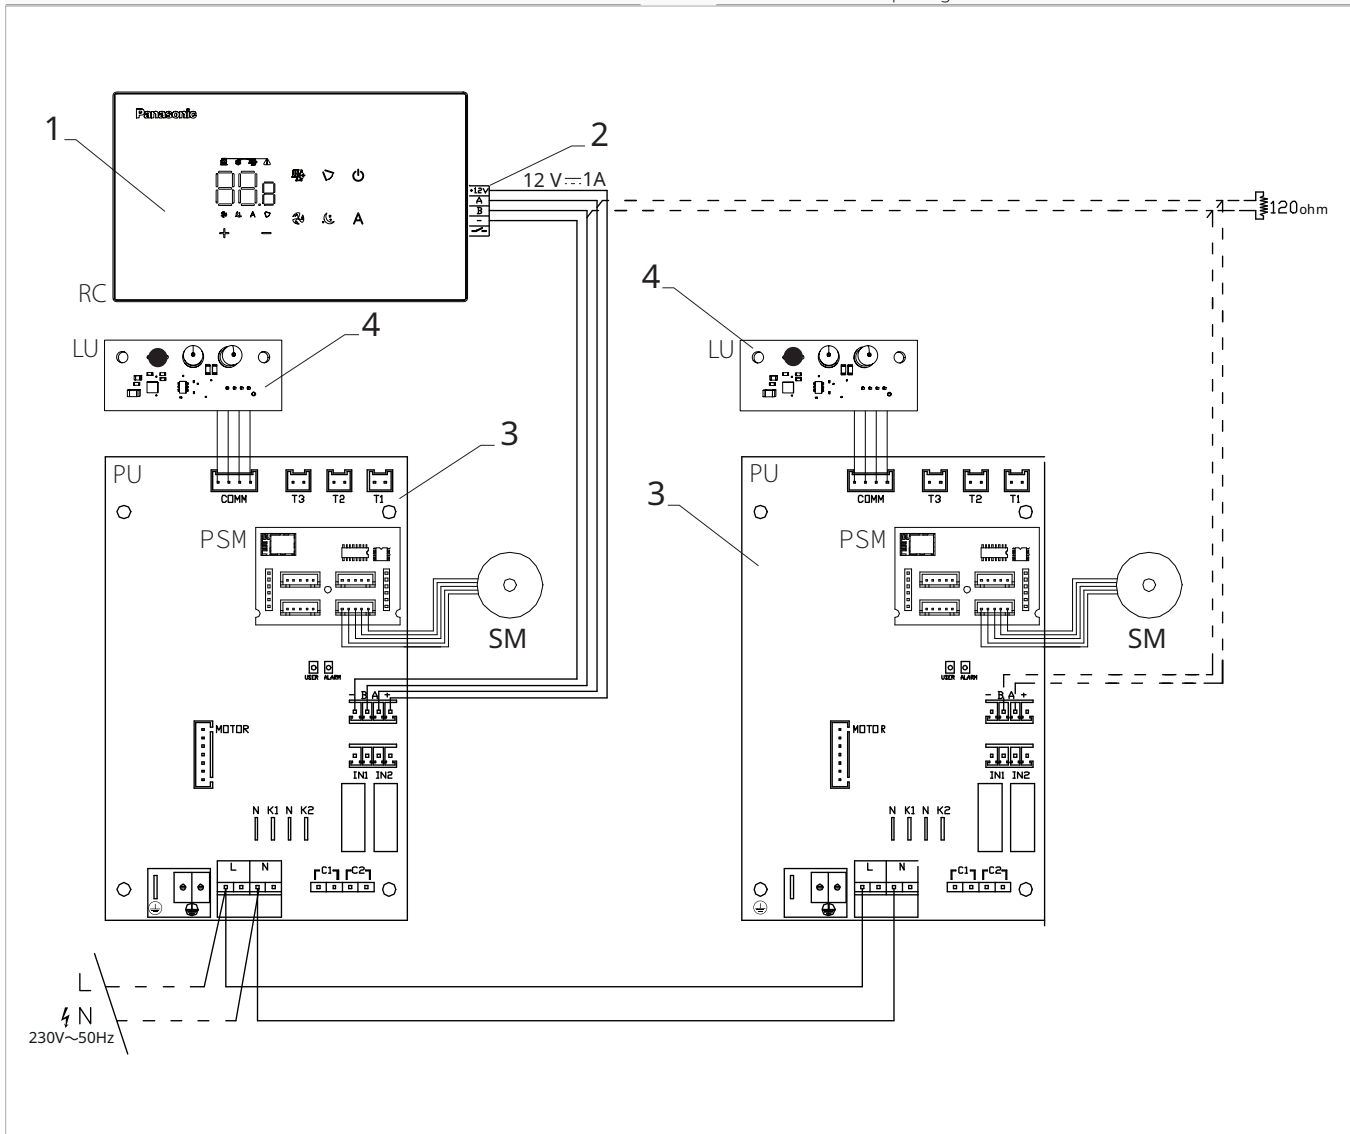 Panasonic
1
2
88.8
A
A
+ −
+12V
A
B
-
12 V⎓1A
120ohm
RC
4
LU
4
LU
3
PU
COMM T3 T2 T1
PSM
SM
USER ALARM
- B A +
MOTOR
IN1 IN2
N K1 N K2
L N
C1 C2
3
PU
COMM T3 T2 T1
PSM
SM
USER ALARM
- B A +
MOTOR
IN1 IN2
N K1 N K2
L N
C1 C2
L
N
230V～50Hz